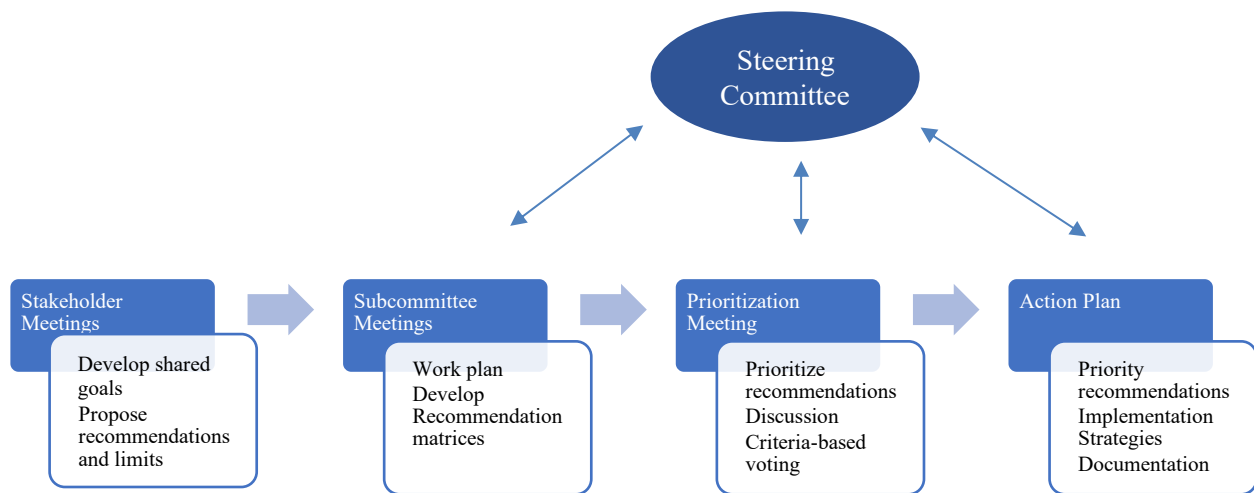 Steering
Committee
Stakeholder
Meetings
Develop shared
goals
Propose
recommendations
and limits
Subcommittee
Meetings
Work plan
Develop
Recommendation
matrices
Prioritization
Meeting
Prioritize
recommendations
Discussion
Criteria-based
voting
Action Plan
Priority
recommendations
Implementation
Strategies
Documentation